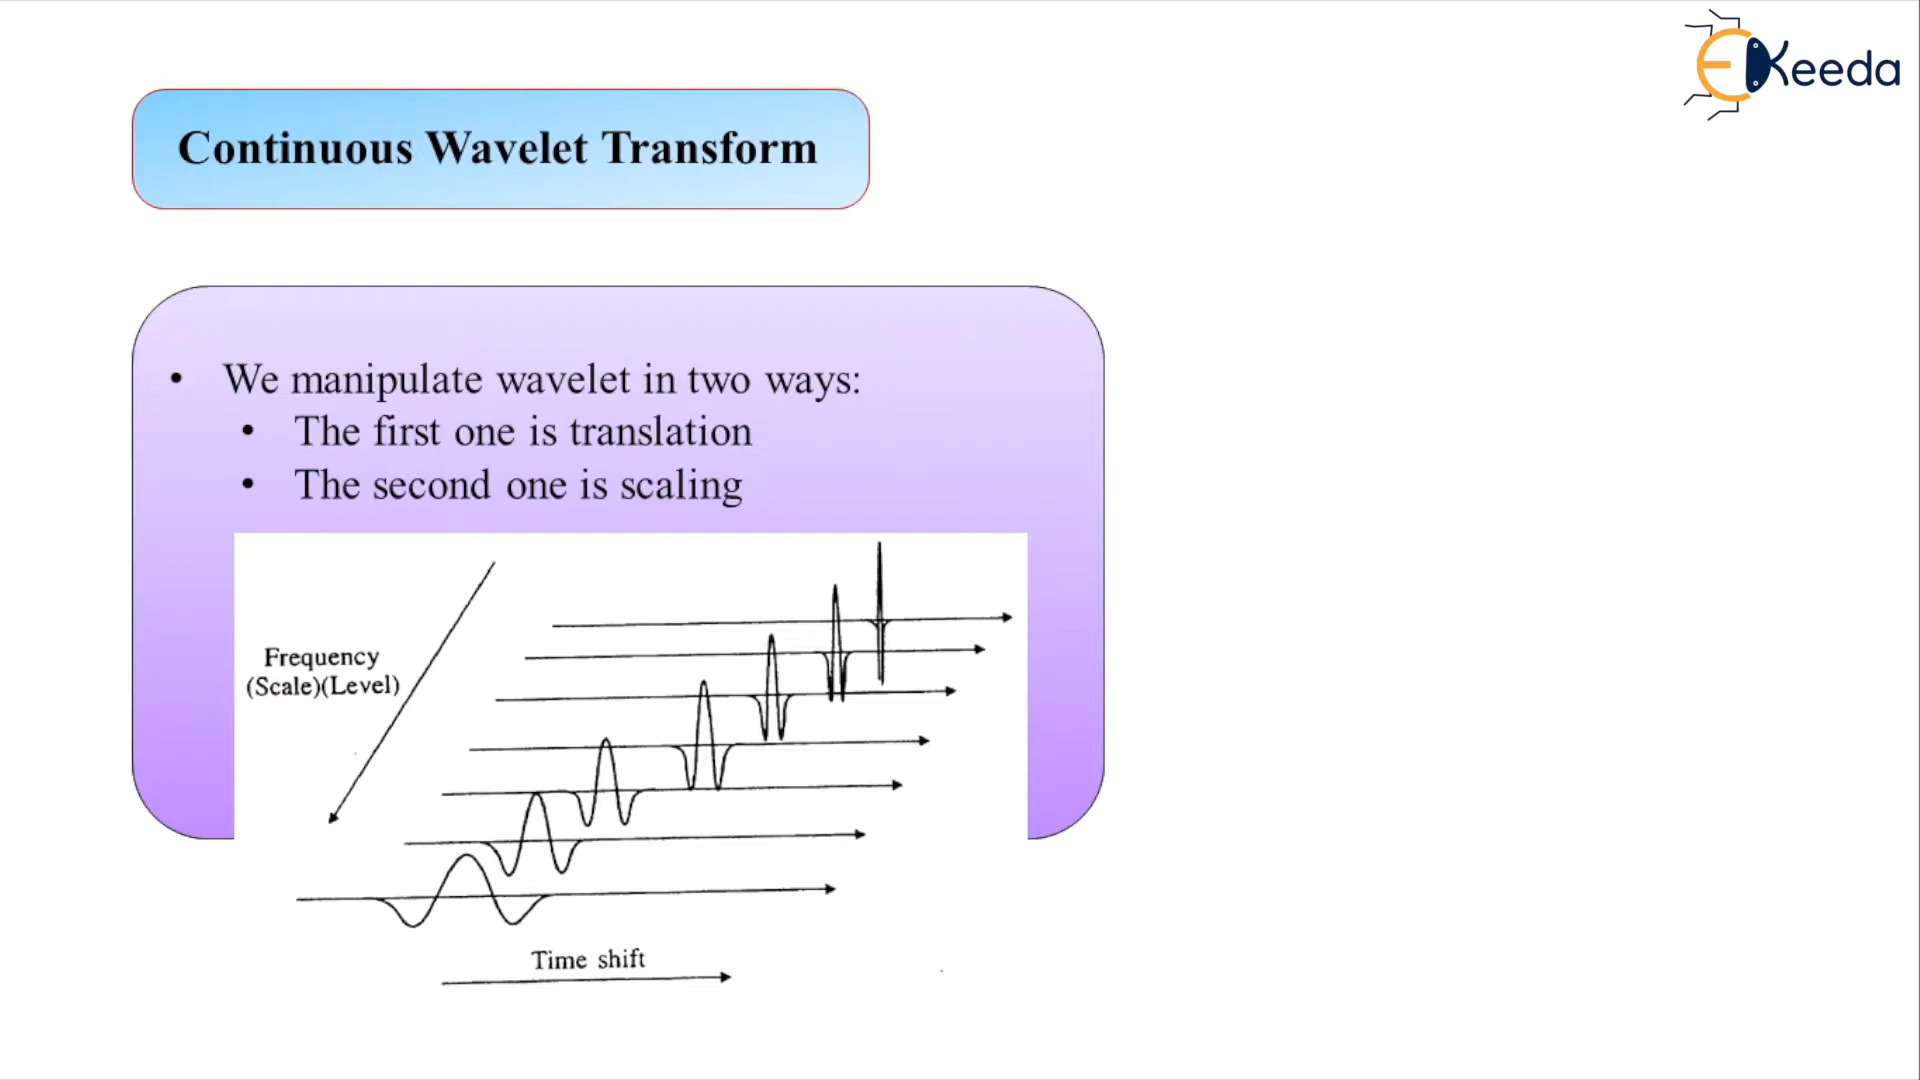 EKeeda
Continuous Wavelet Transform
• We manipulate wavelet in two ways:
• The first one is translation
• The second one is scaling
Frequency
(Scale)(Level)
Time shift